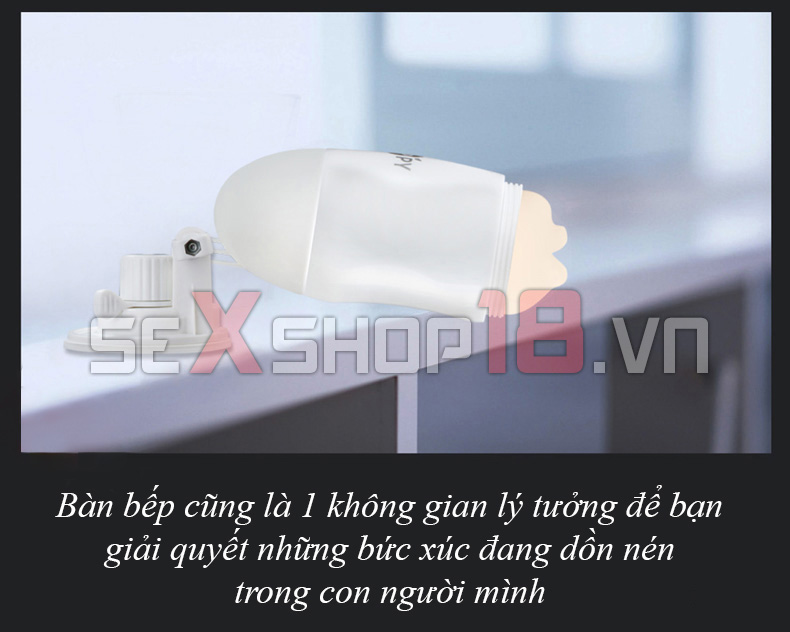 PY
seXshop18.vn
Bàn bếp cũng là 1 không gian lý tưởng để bạn
giải quyết những bức xúc đang dồn nén
trong con người mình